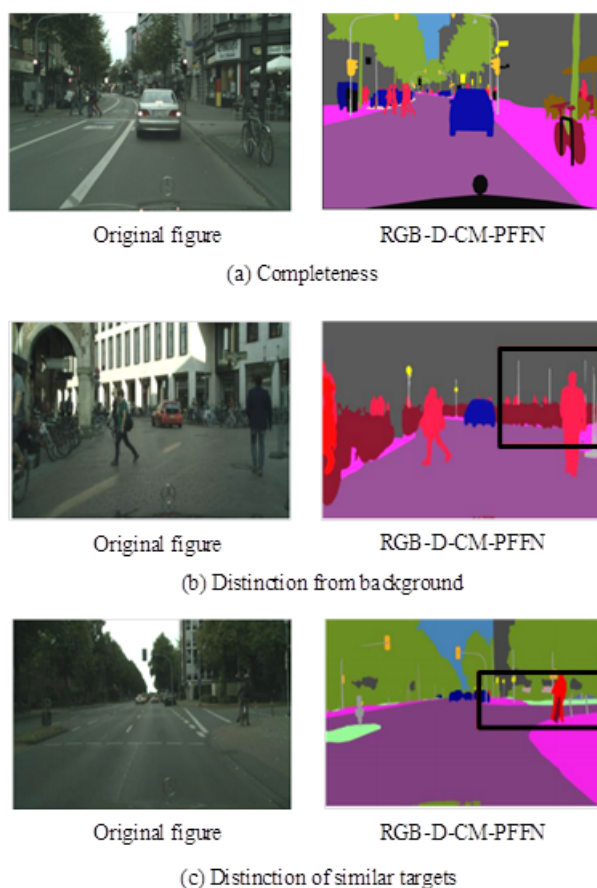 Original figure RGB-D-CM-PFFN
(a) Completeness
Original figure RGB-D-CM-PFFN
(b) Distinction from background
Original figure RGB-D-CM-PFFN
(c) Distinction of similar targets